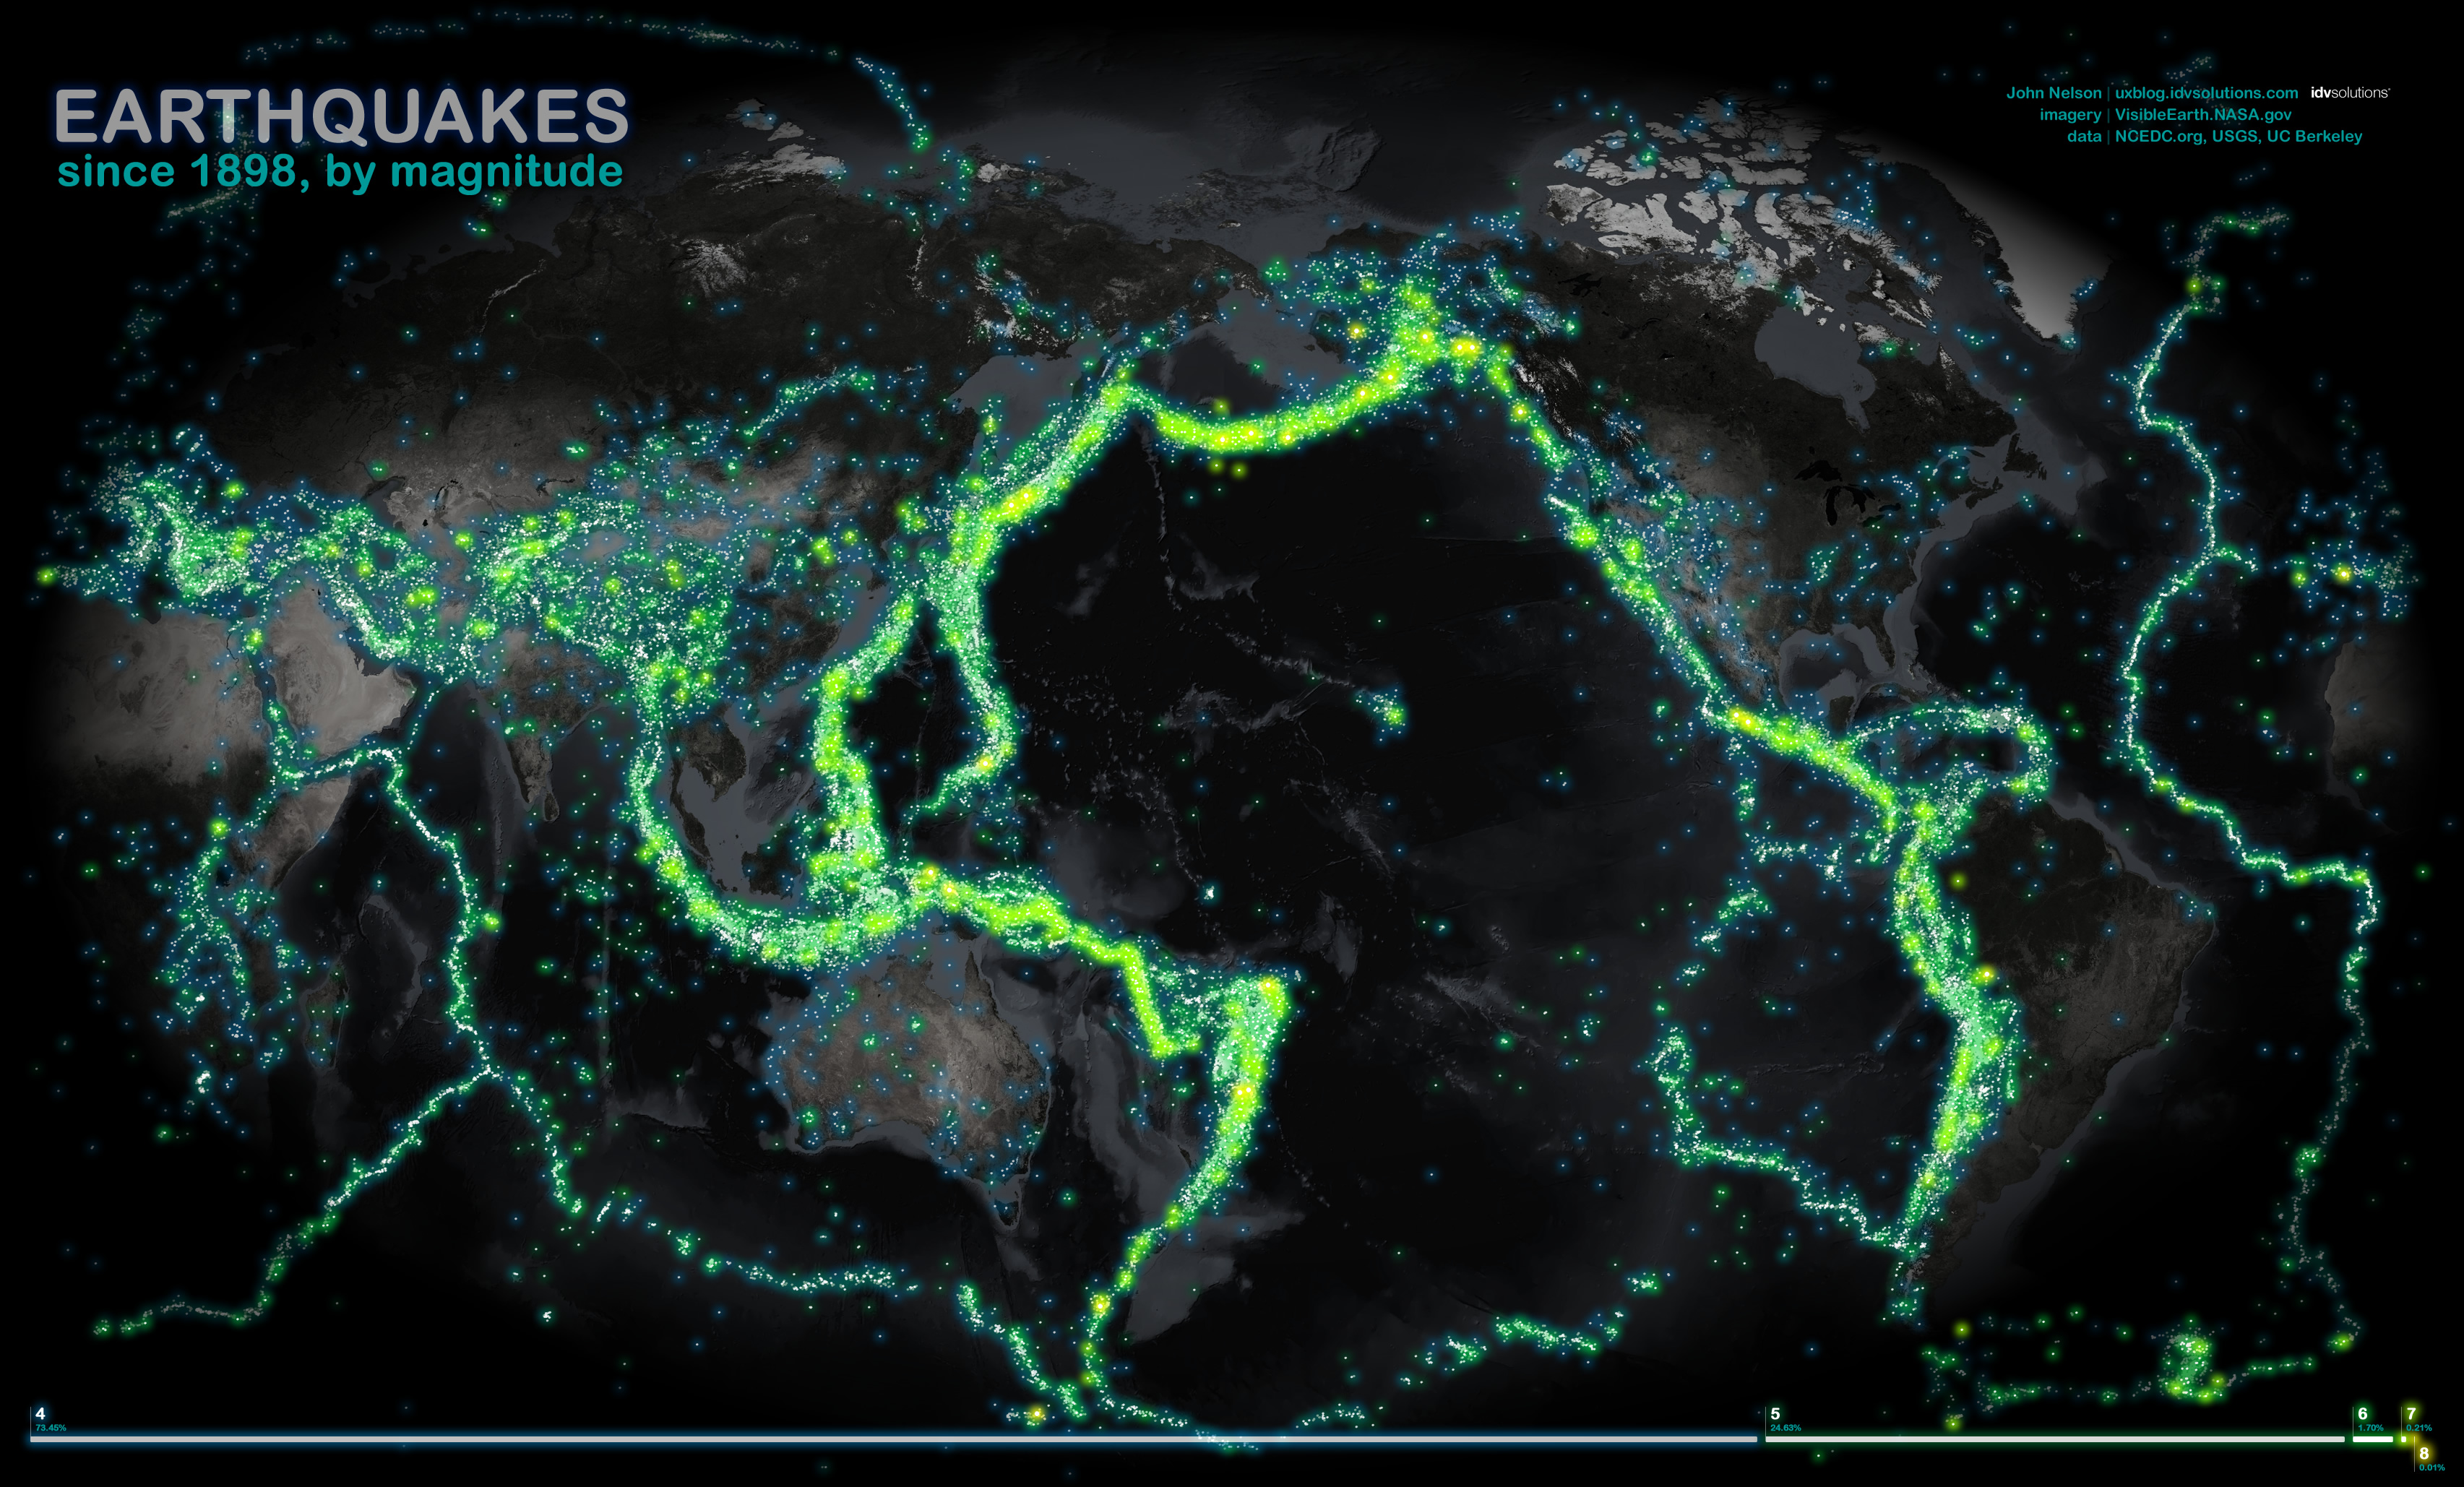 EARTHQUAKES
since 1898, by magnitude
John Nelson | uxblog.idvsolutions.com idvsolutions
imagery | VisibleEarth.NASA.gov
data | NCEDC.org, USGS, UC Berkeley
4
73.45%
5
24.63%
6
1.70%
7
0.21%
8
0.01%